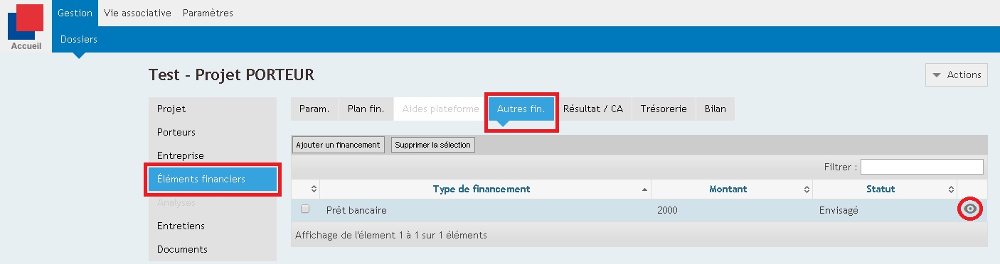 Gestion Vie associative Paramètres
Accueil
Dossiers
Test - Projet PORTEUR
Actions
Projet
Porteurs
Entreprise
Éléments financiers
Analyses
Entretiens
Documents
Param. Plan fin. Aides plateforme Autres fin. Résultat / CA Trésorerie Bilan
Ajouter un financement Supprimer la sélection
Filtrer :
Type de financement Montant Statut
Prêt bancaire 2000 Envisagé
Affichage de l'élement 1 à 1 sur 1 éléments